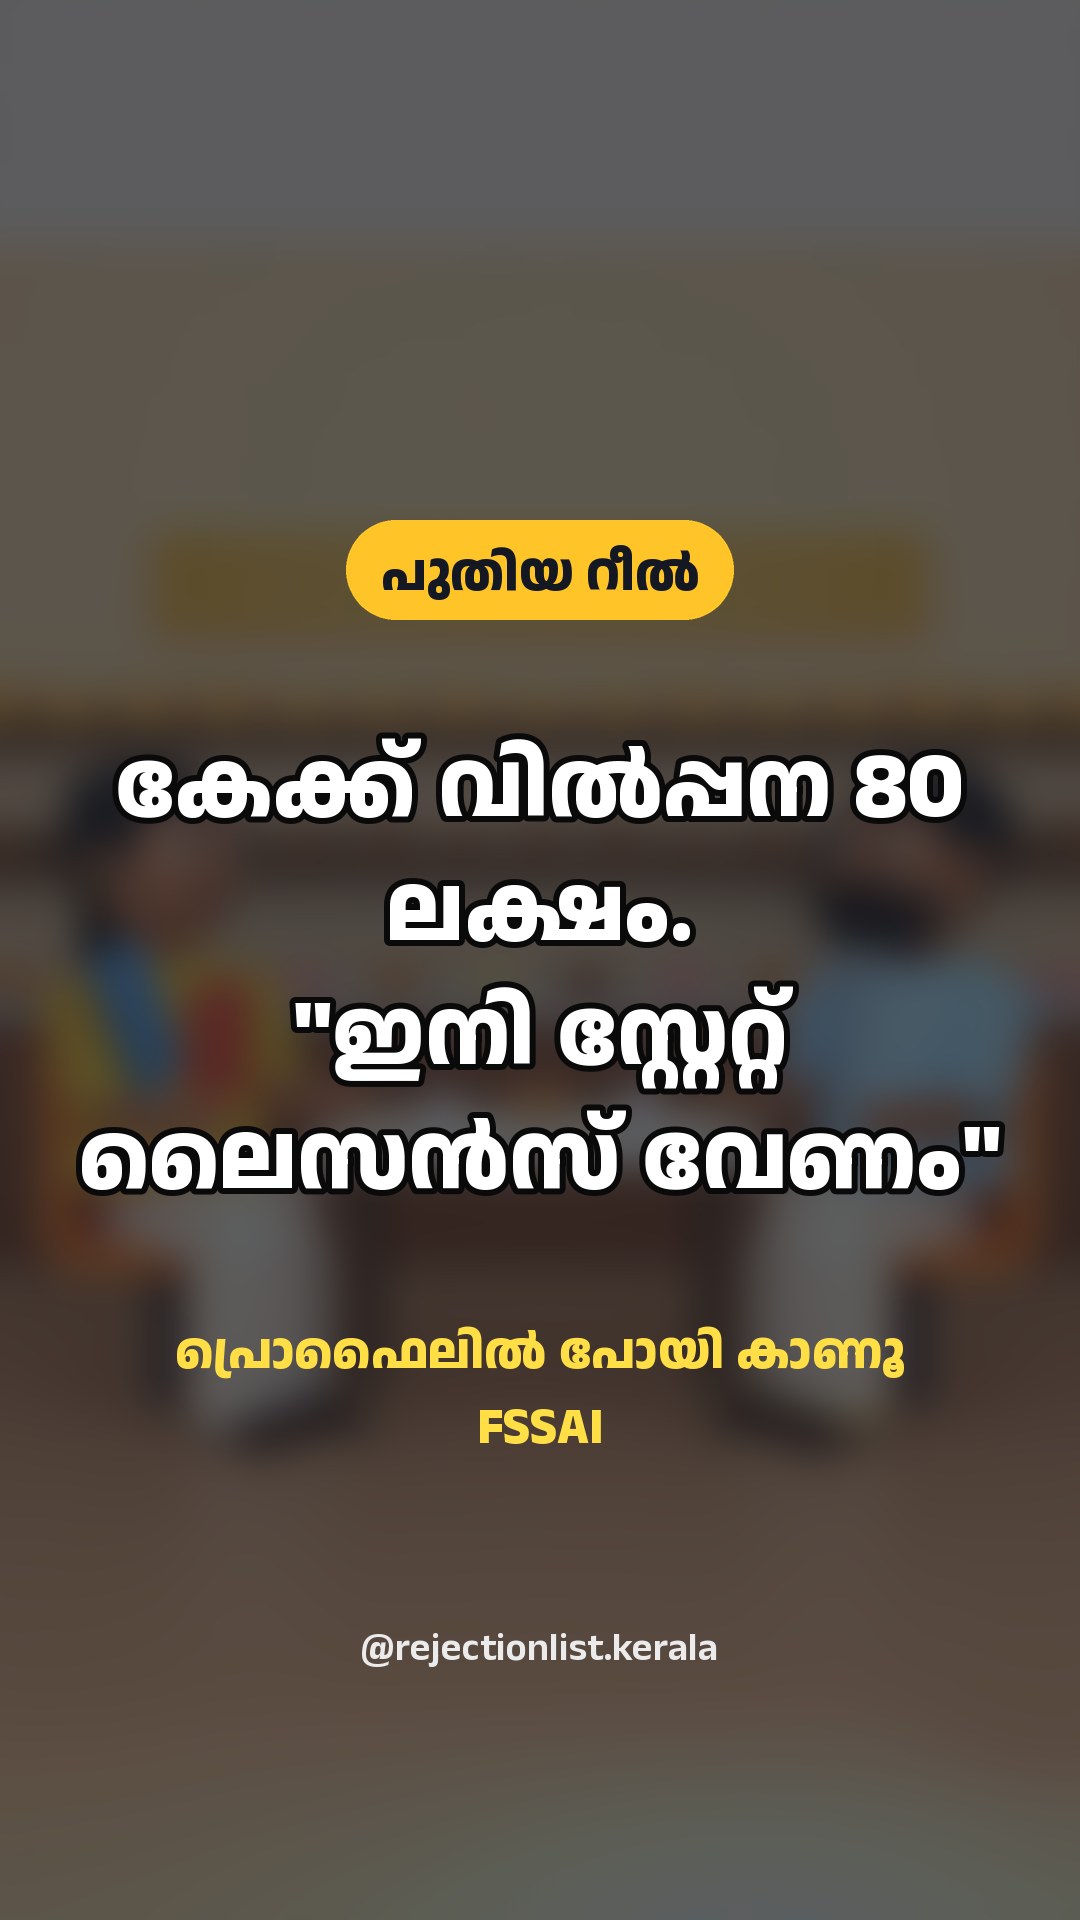 പുതിയ റീൽ
കേക്ക് വിൽപ്പന 80
ലക്ഷം.
"ഇനി സ്റ്റേറ്റ്
ലൈസൻസ് വേണം"
പ്രൊഫൈലിൽ പോയി കാണൂ
FSSAI
@rejectionlist.kerala